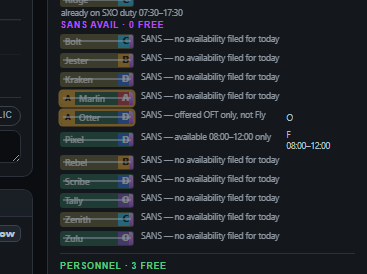 already on SXO duty 07:30–17:30
SANS AVAIL · 0 FREE
Bolt C SANS — no availability filed for today
Jester B SANS — no availability filed for today
Kraken D SANS — no availability filed for today
A Marlin A SANS — no availability filed for today
A Otter D SANS — offered OFT only, not Fly O
Pixel D SANS — available 08:00–12:00 only F
08:00–12:00
Rebel B SANS — no availability filed for today
Scribe D SANS — no availability filed for today
Tally SANS — no availability filed for today
Zenith C SANS — no availability filed for today
Zulu SANS — no availability filed for today
PERSONNEL · 3 FREE
LIC
ow